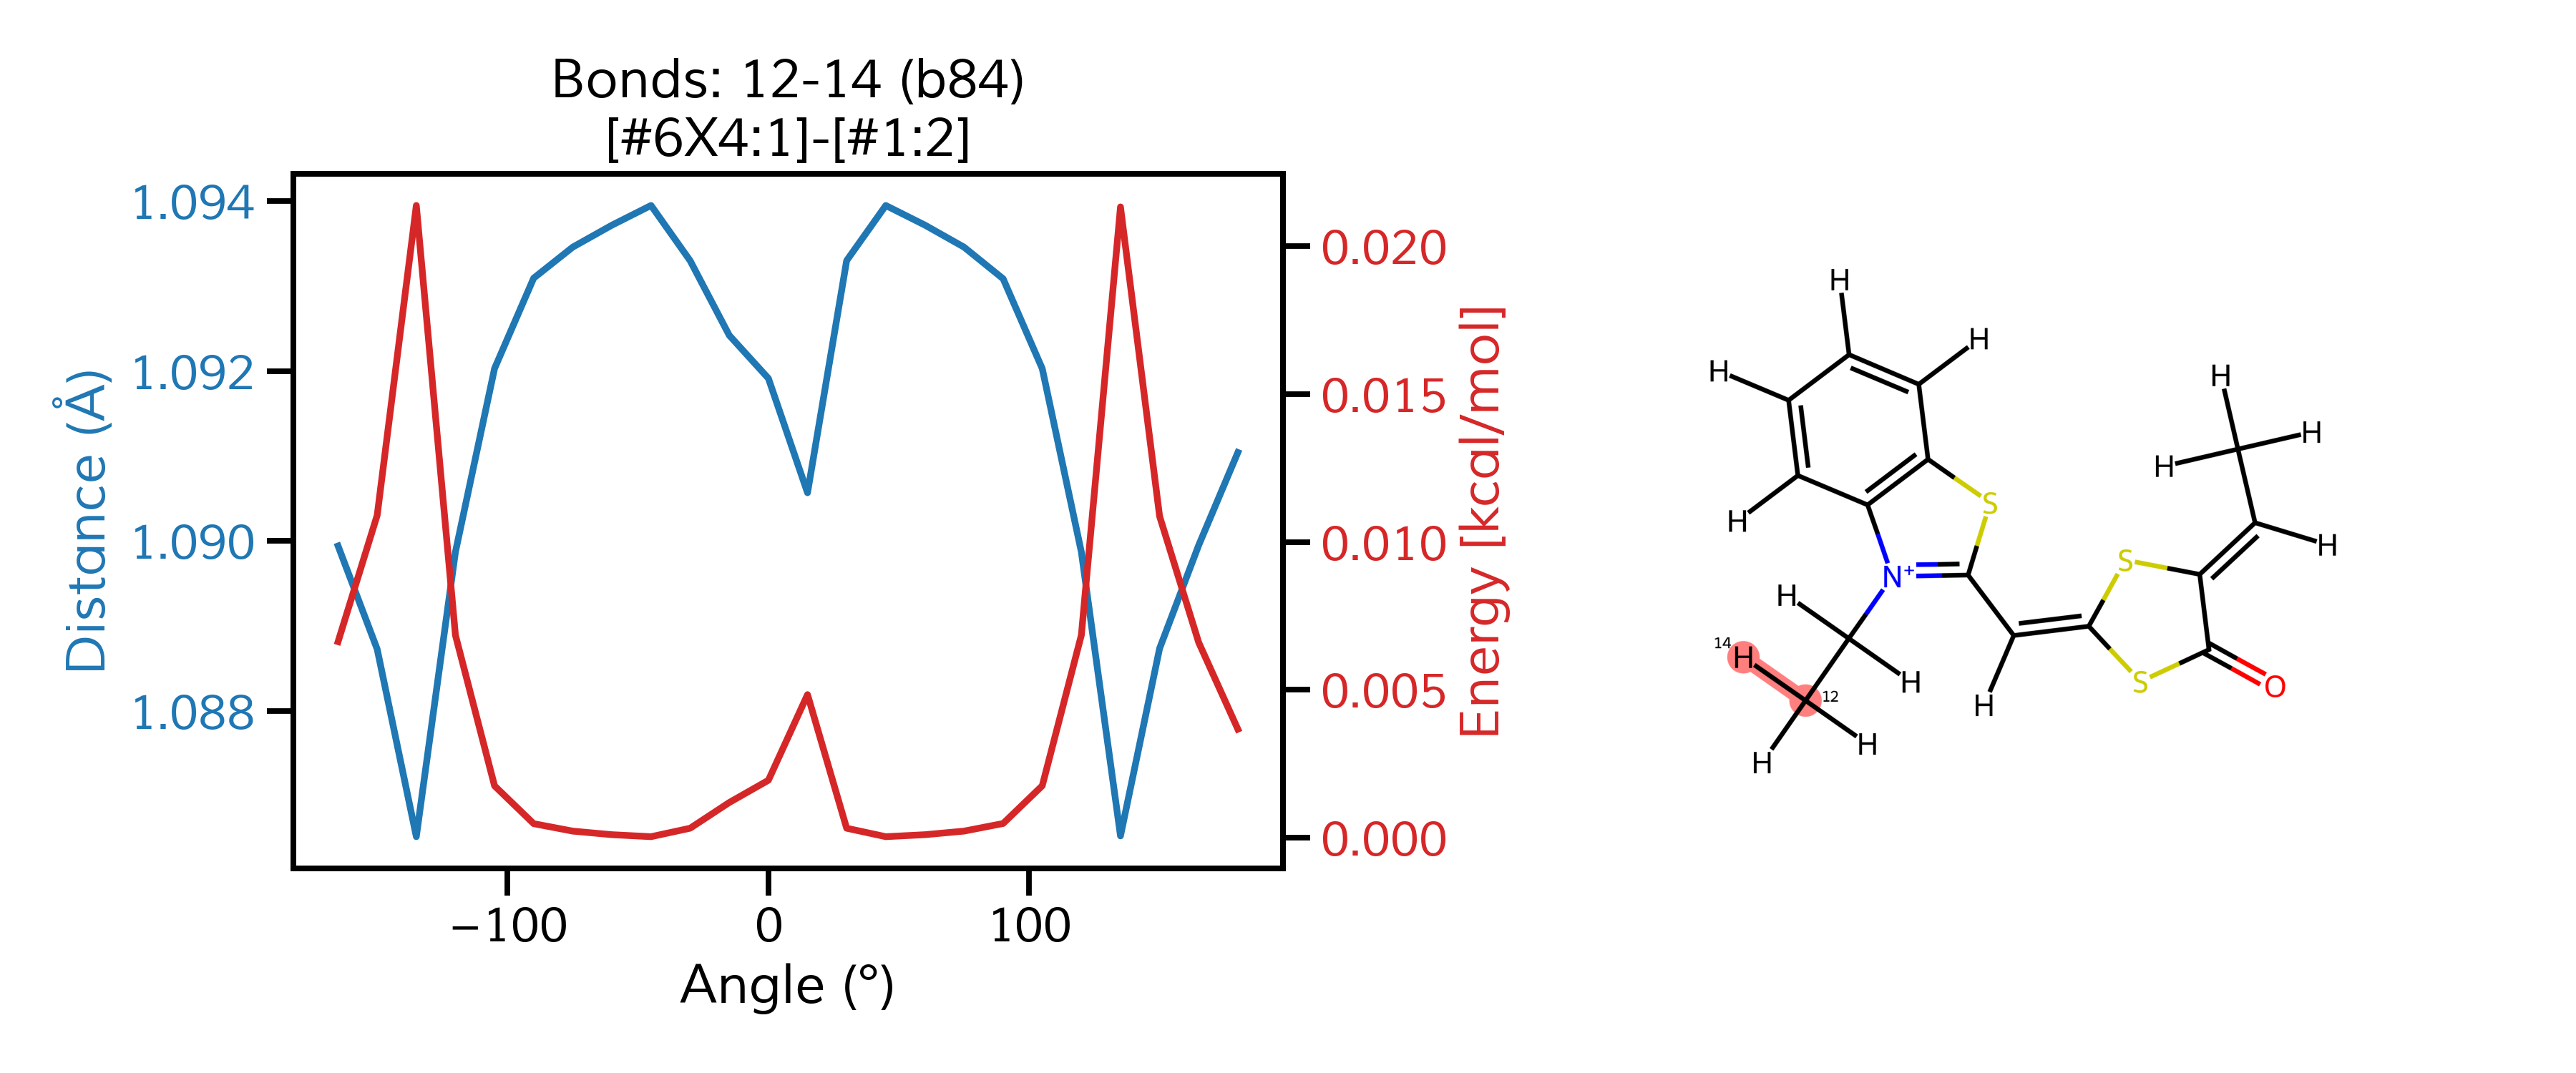 Bonds: 12-14 (b84)
[#6X4:1]-[#1:2]
Distance (Å)
1.094
1.092
1.090
1.088
Energy [kcal/mol]
0.020
0.015
0.010
0.005
0.000
−100 0 100
Angle (°)
H
H
H
H
H
H
H
H
S
H
H
S
N⁺
H
14
H
12
H
H
S
O
H
H
H